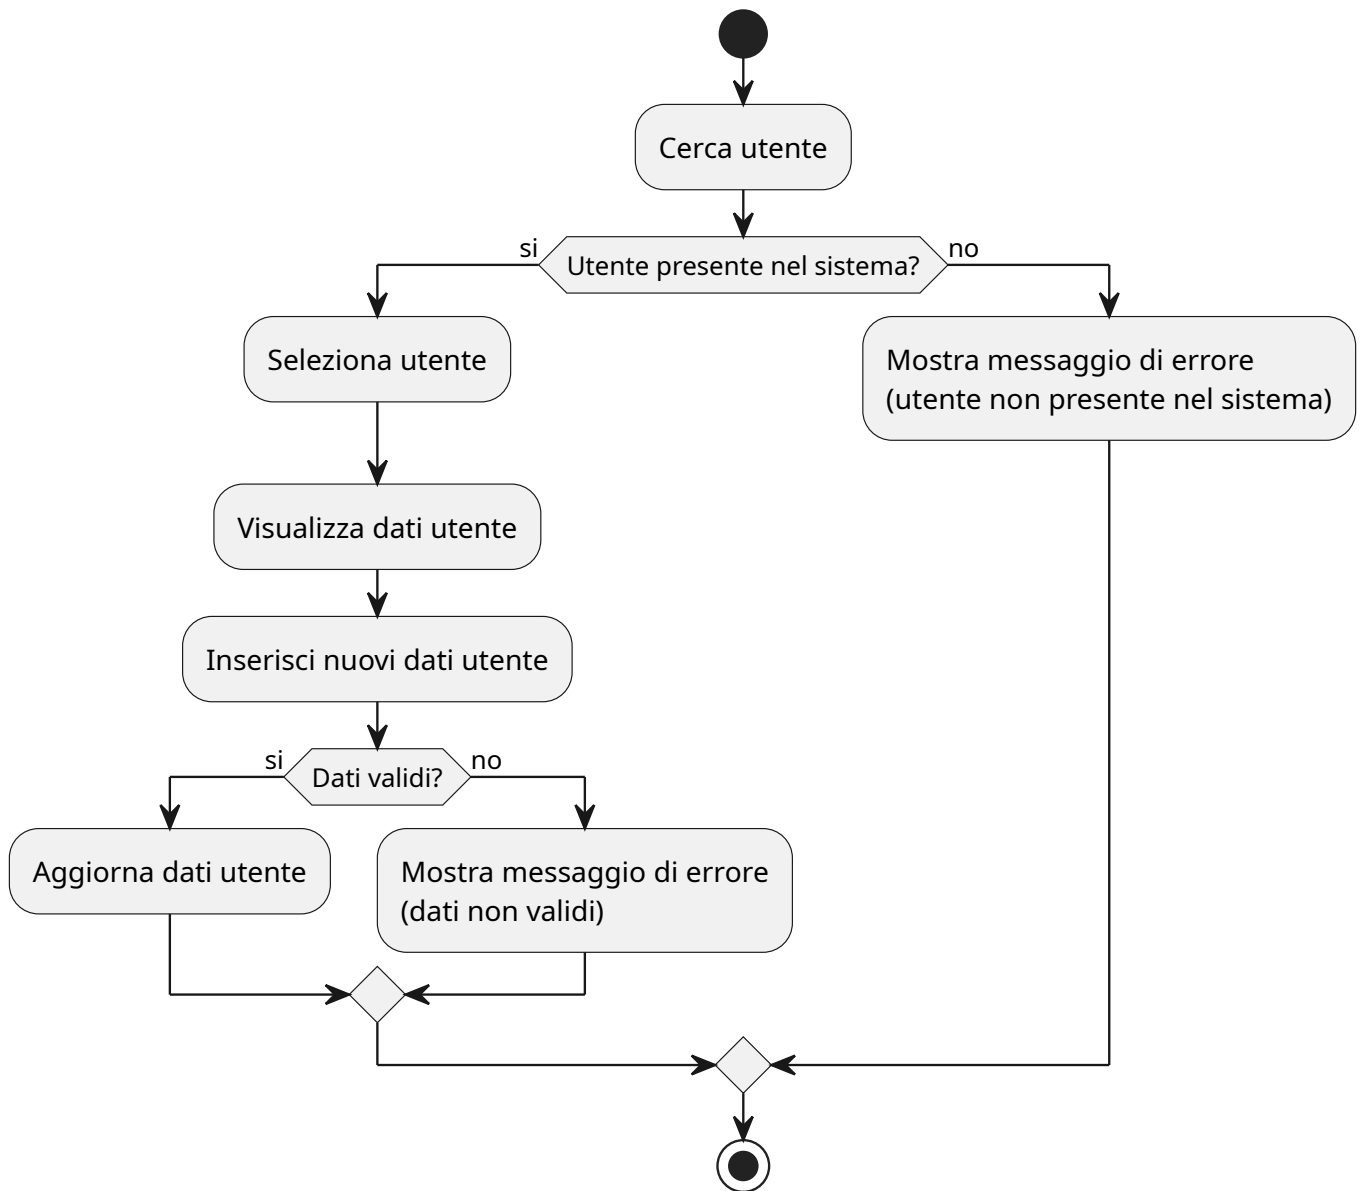 Cerca utente
si
Utente presente nel sistema?
no
Seleziona utente
Mostra messaggio di errore
(utente non presente nel sistema)
Visualizza dati utente
Inserisci nuovi dati utente
si
Dati validi?
no
Aggiorna dati utente
Mostra messaggio di errore
(dati non validi)